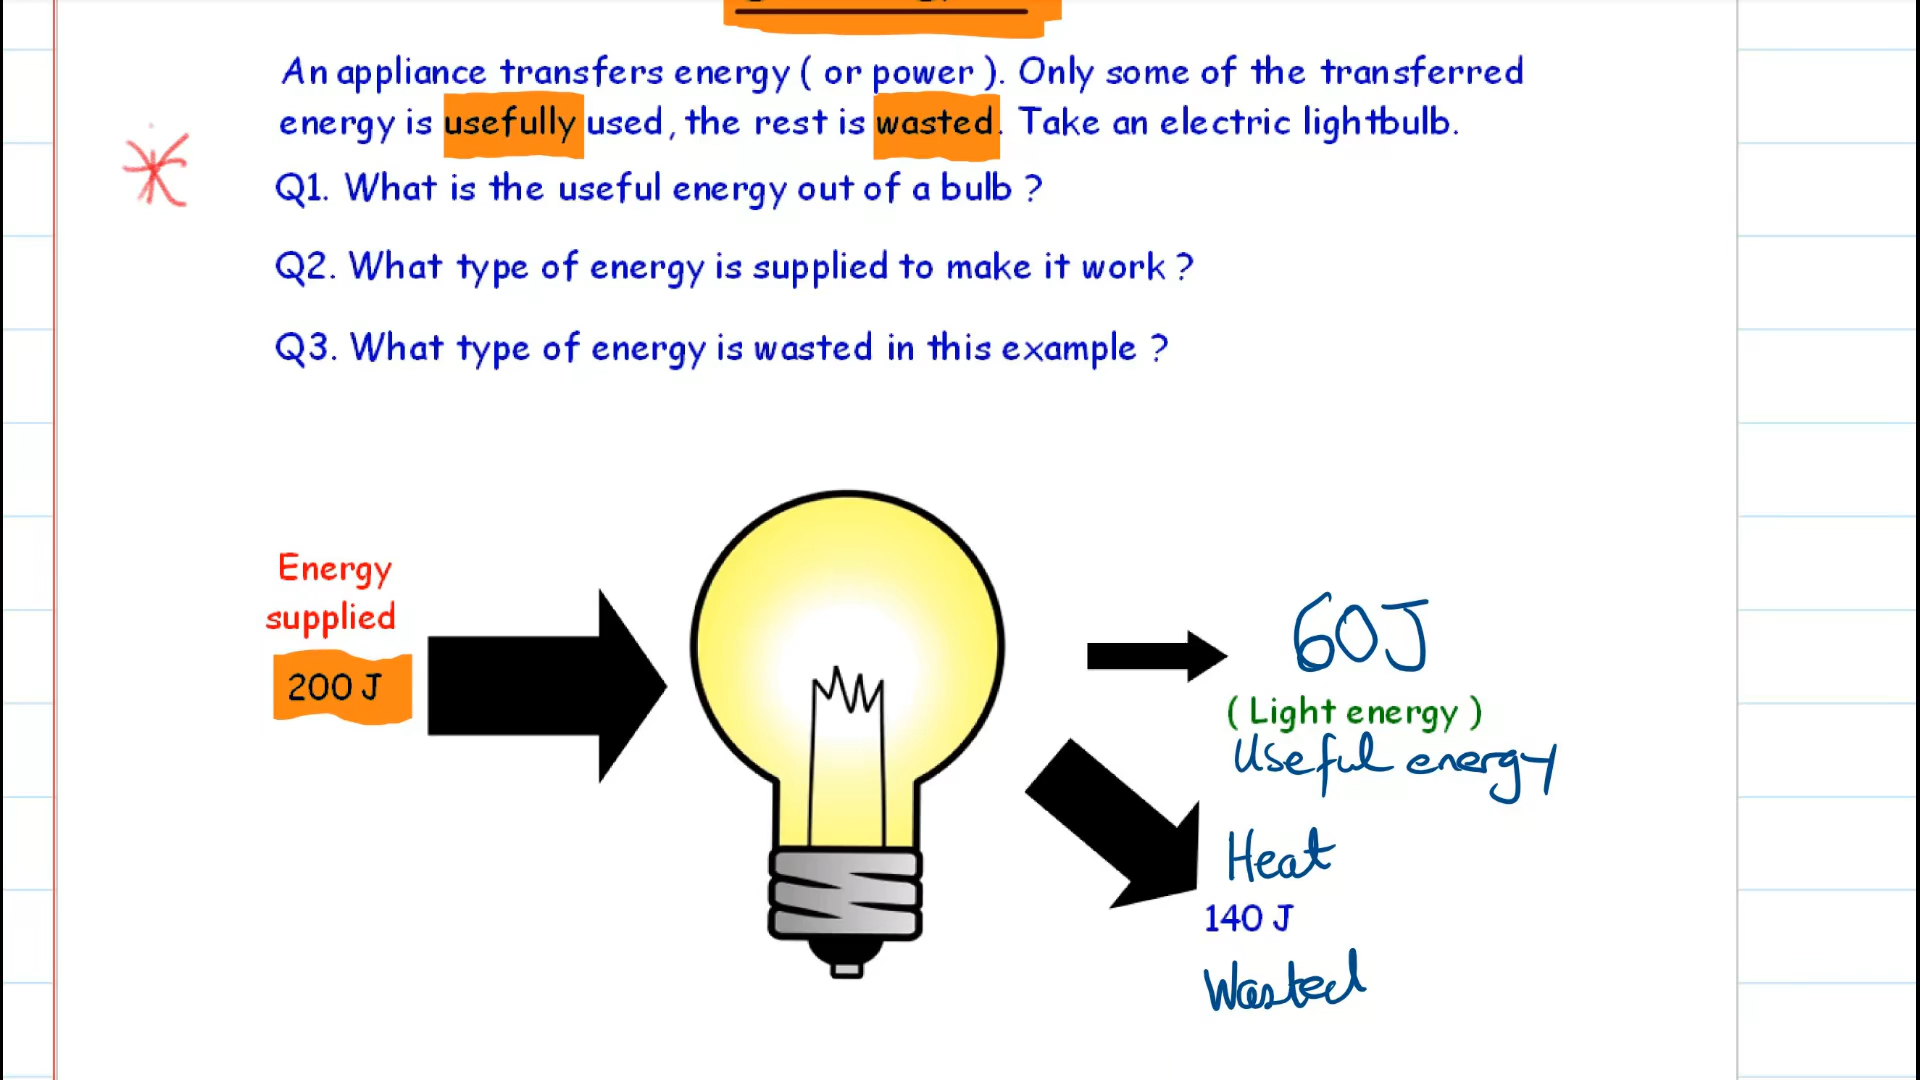 An appliance transfers energy ( or power ). Only some of the transferred
energy is usefully used, the rest is wasted. Take an electric lightbulb.
Q1. What is the useful energy out of a bulb ?
Q2. What type of energy is supplied to make it work ?
Q3. What type of energy is wasted in this example ?
Energy
supplied
200 J
60J
( Light energy )
Useful energy
Heat
140 J
Wasted